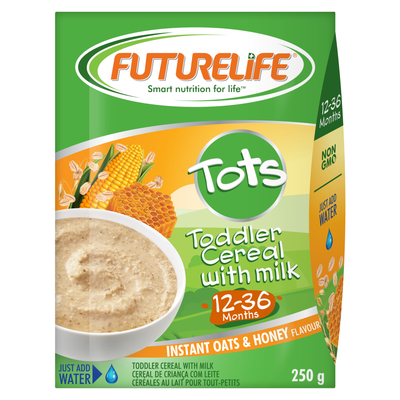 FUTURELIFE®
Smart nutrition for life™
12-36
Months
NON
GMO
JUST ADD
WATER
Tots
Toddler
Cereal
with milk
12-36
Months
INSTANT OATS & HONEY FLAVOUR
JUST ADD
WATER
TODDLER CEREAL WITH MILK
CEREAL DE CRIANÇA COM LEITE
CÉRÉALES AU LAIT POUR TOUT-PETITS
250 g